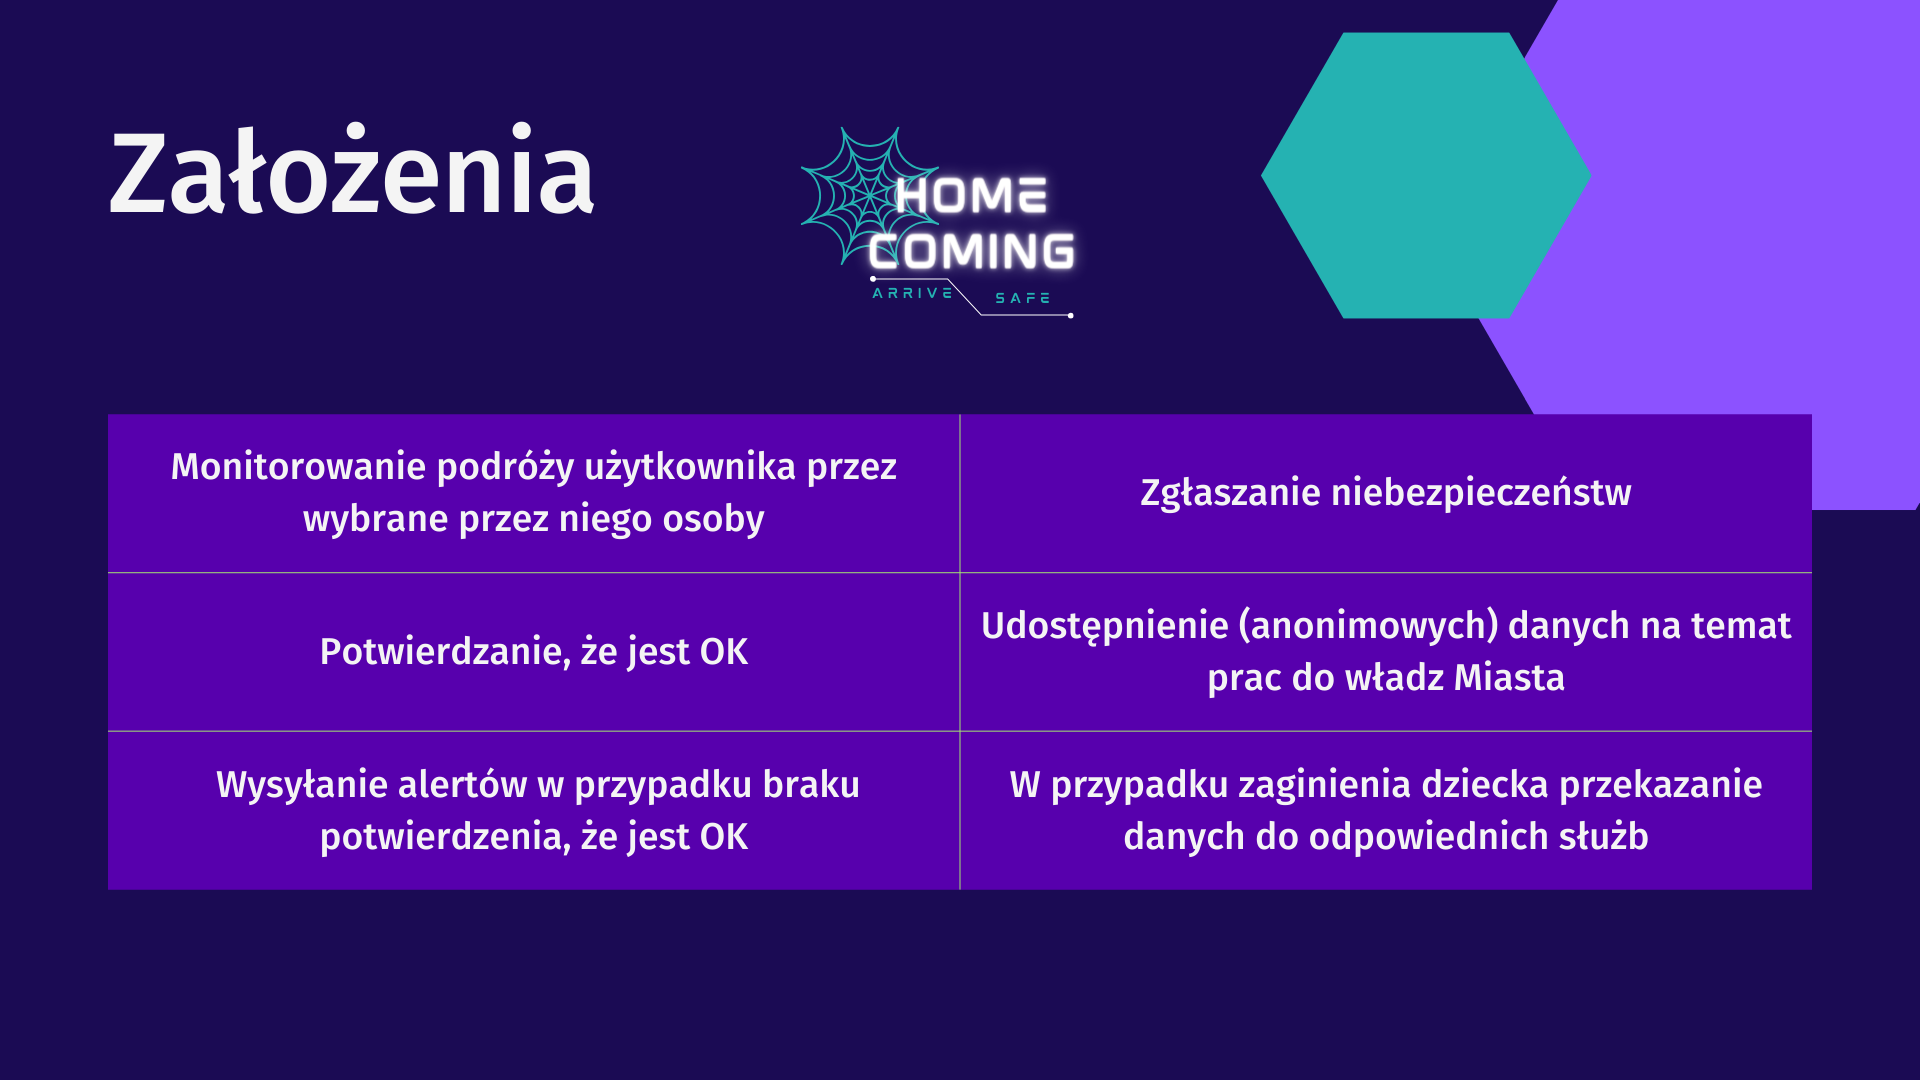 Założenia
HOME
COMING
ARRIVE SAFE
Monitorowanie podróży użytkownika przez
wybrane przez niego osoby
Zgłaszanie niebezpieczeństw
Potwierdzanie, że jest OK
Udostępnienie (anonimowych) danych na temat
prac do władz Miasta
Wysyłanie alertów w przypadku braku
potwierdzenia, że jest OK
W przypadku zaginienia dziecka przekazanie
danych do odpowiednich służb